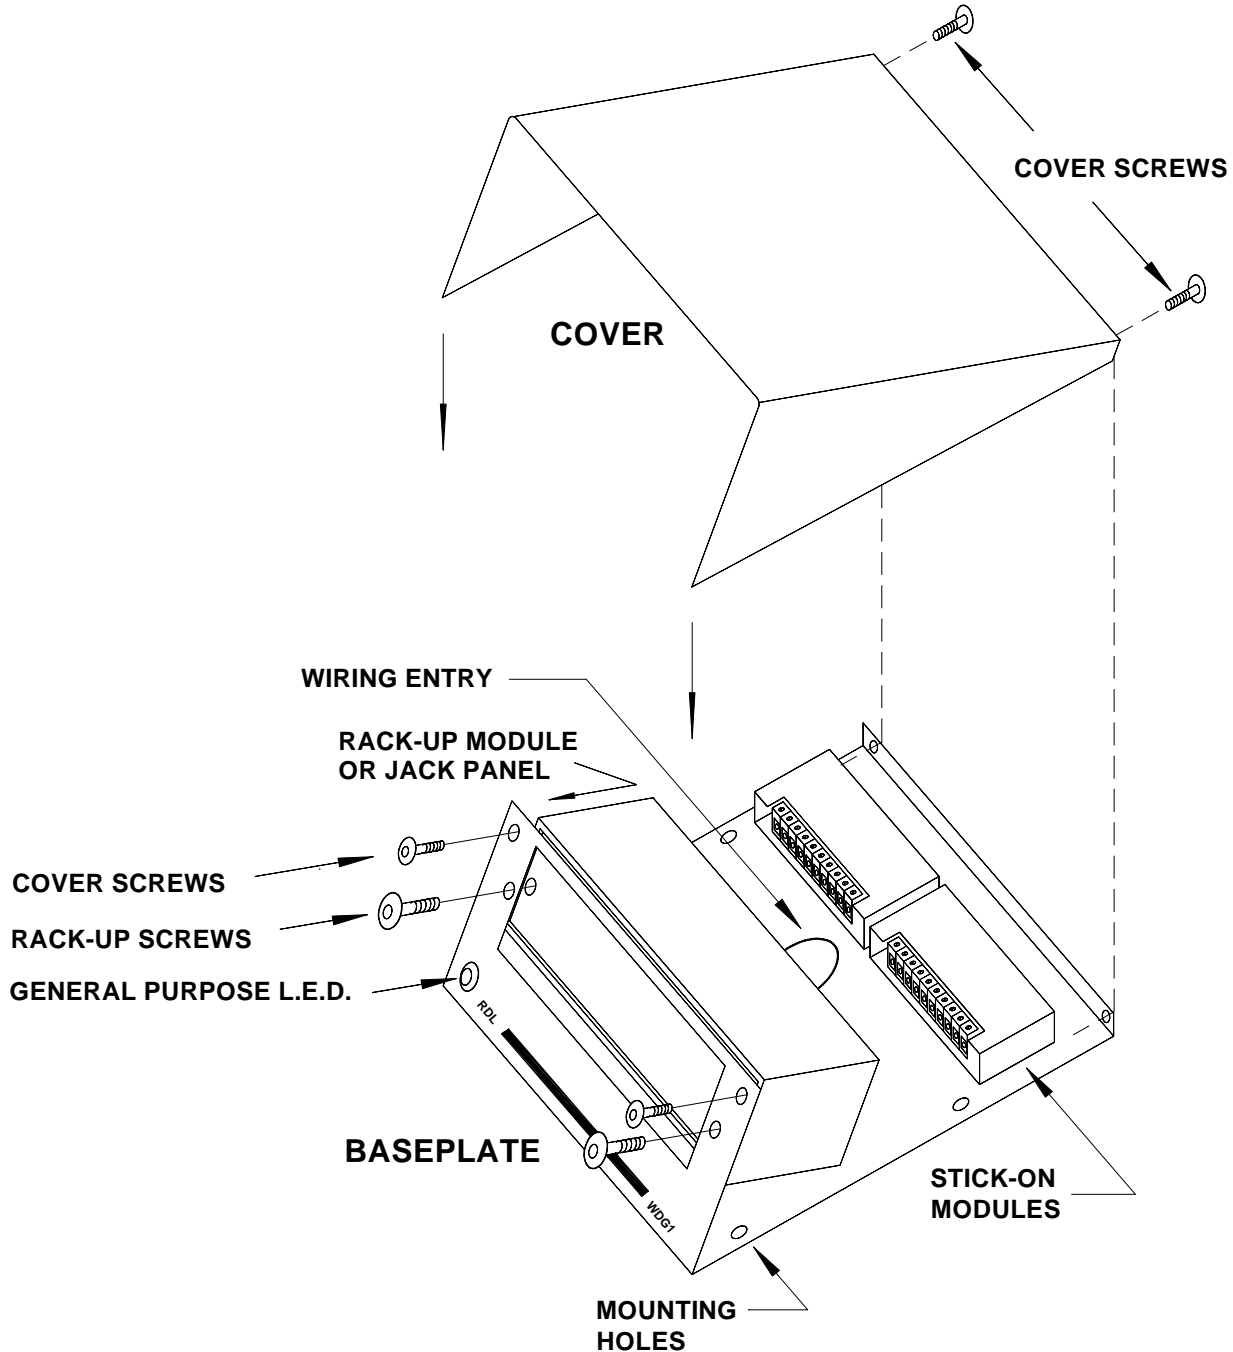 COVER SCREWS
COVER
WIRING ENTRY
RACK-UP MODULE
OR JACK PANEL
COVER SCREWS
RACK-UP SCREWS
GENERAL PURPOSE L.E.D.
RDL
BASEPLATE
WDG1
STICK-ON
MODULES
MOUNTING
HOLES